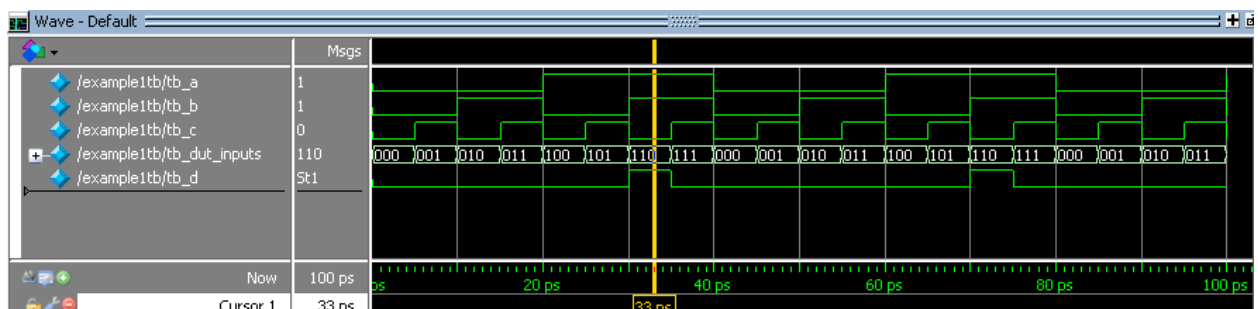 Wave - Default
Msgs
/example1tb/tb_a 1
/example1tb/tb_b 1
/example1tb/tb_c 0
/example1tb/tb_dut_inputs 110 000 001 010 011 100 101 110 111 000 001 010 011 100 101 110 111 000 001 010 011
/example1tb/tb_d St1
Now 100 ps ps 20 ps 40 ps 60 ps 80 ps 100 ps
Cursor 1 33 ps 33 ps